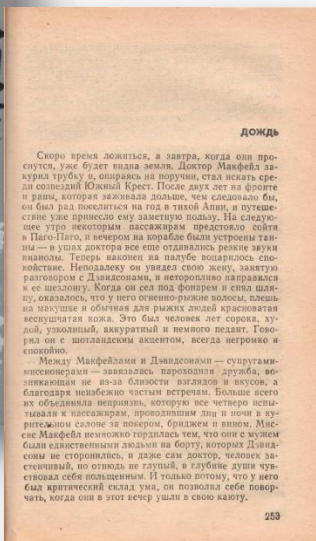 ДОЖДЬ
Скоро время ложиться, а завтра, когда они про-
снутся, уже будет видна земля. Доктор Макфейл за-
курил трубку и, опираясь на поручни, стал искать сре-
ди созвездий Южный Крест. После двух лет на фронте
и раны, которая заживала дольше, чем следовало бы,
он был рад поселиться на год в тихой Апии, и путеше-
ствие уже принесло ему заметную пользу. На следую-
щее утро некоторым пассажирам предстояло сойти
в Паго-Паго, и вечером на корабле были устроены тан-
цы — в ушах доктора все еще отдавались резкие звуки
пианолы. Теперь наконец на палубе воцарилось спо-
койствие. Неподалеку он увидел свою жену, занятую
разговором с Дэвидсонами, и неторопливо направился
к ее шезлонгу. Когда он сел под фонарем и снял шля-
пу, оказалось, что у него огненно-рыжие волосы, плешь
на макушке и обычная для рыжих людей красноватая
веснушчатая кожа. Это был человек лет сорока, ху-
дой, узколицый, аккуратный и немного педант. Гово-
рил он с шотландским акцентом, всегда негромко и
спокойно.
Между Макфейлами и Дэвидсонами — супругами-
миссионерами — завязалась пароходная дружба, во-
зникающая не из-за близости взглядов и вкусов, а
благодаря неизбежно частым встречам. Больше всего
их объединяла неприязнь, которую все четверо испы-
тывали к пассажирам, проводившим дни и ночи в ку-
рительном салоне за покером, бриджем и вином. Мис-
сис Макфейл немножко гордилась тем, что они с мужем
были единственными людьми на борту, которых Дэвид-
соны не сторонились, и даже сам доктор, человек за-
стенчивый, но отнюдь не глупый, в глубине души чув-
ствовал себя польщенным. И только потому, что у него
был критический склад ума, он позволил себе повор-
чать, когда они в этот вечер ушли в свою каюту.
253